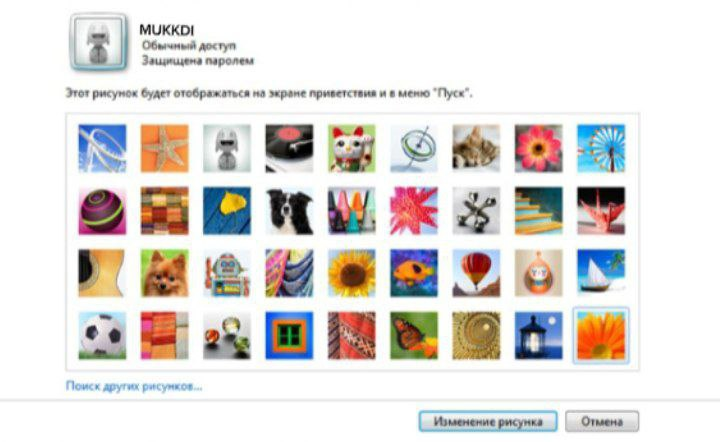 MUKKDI
Обычный доступ
Защищена паролем
Этот рисунок будет отображаться на экране приветствия и в меню "Пуск".
Поиск других рисунков...
Изменение рисунка
Отмена